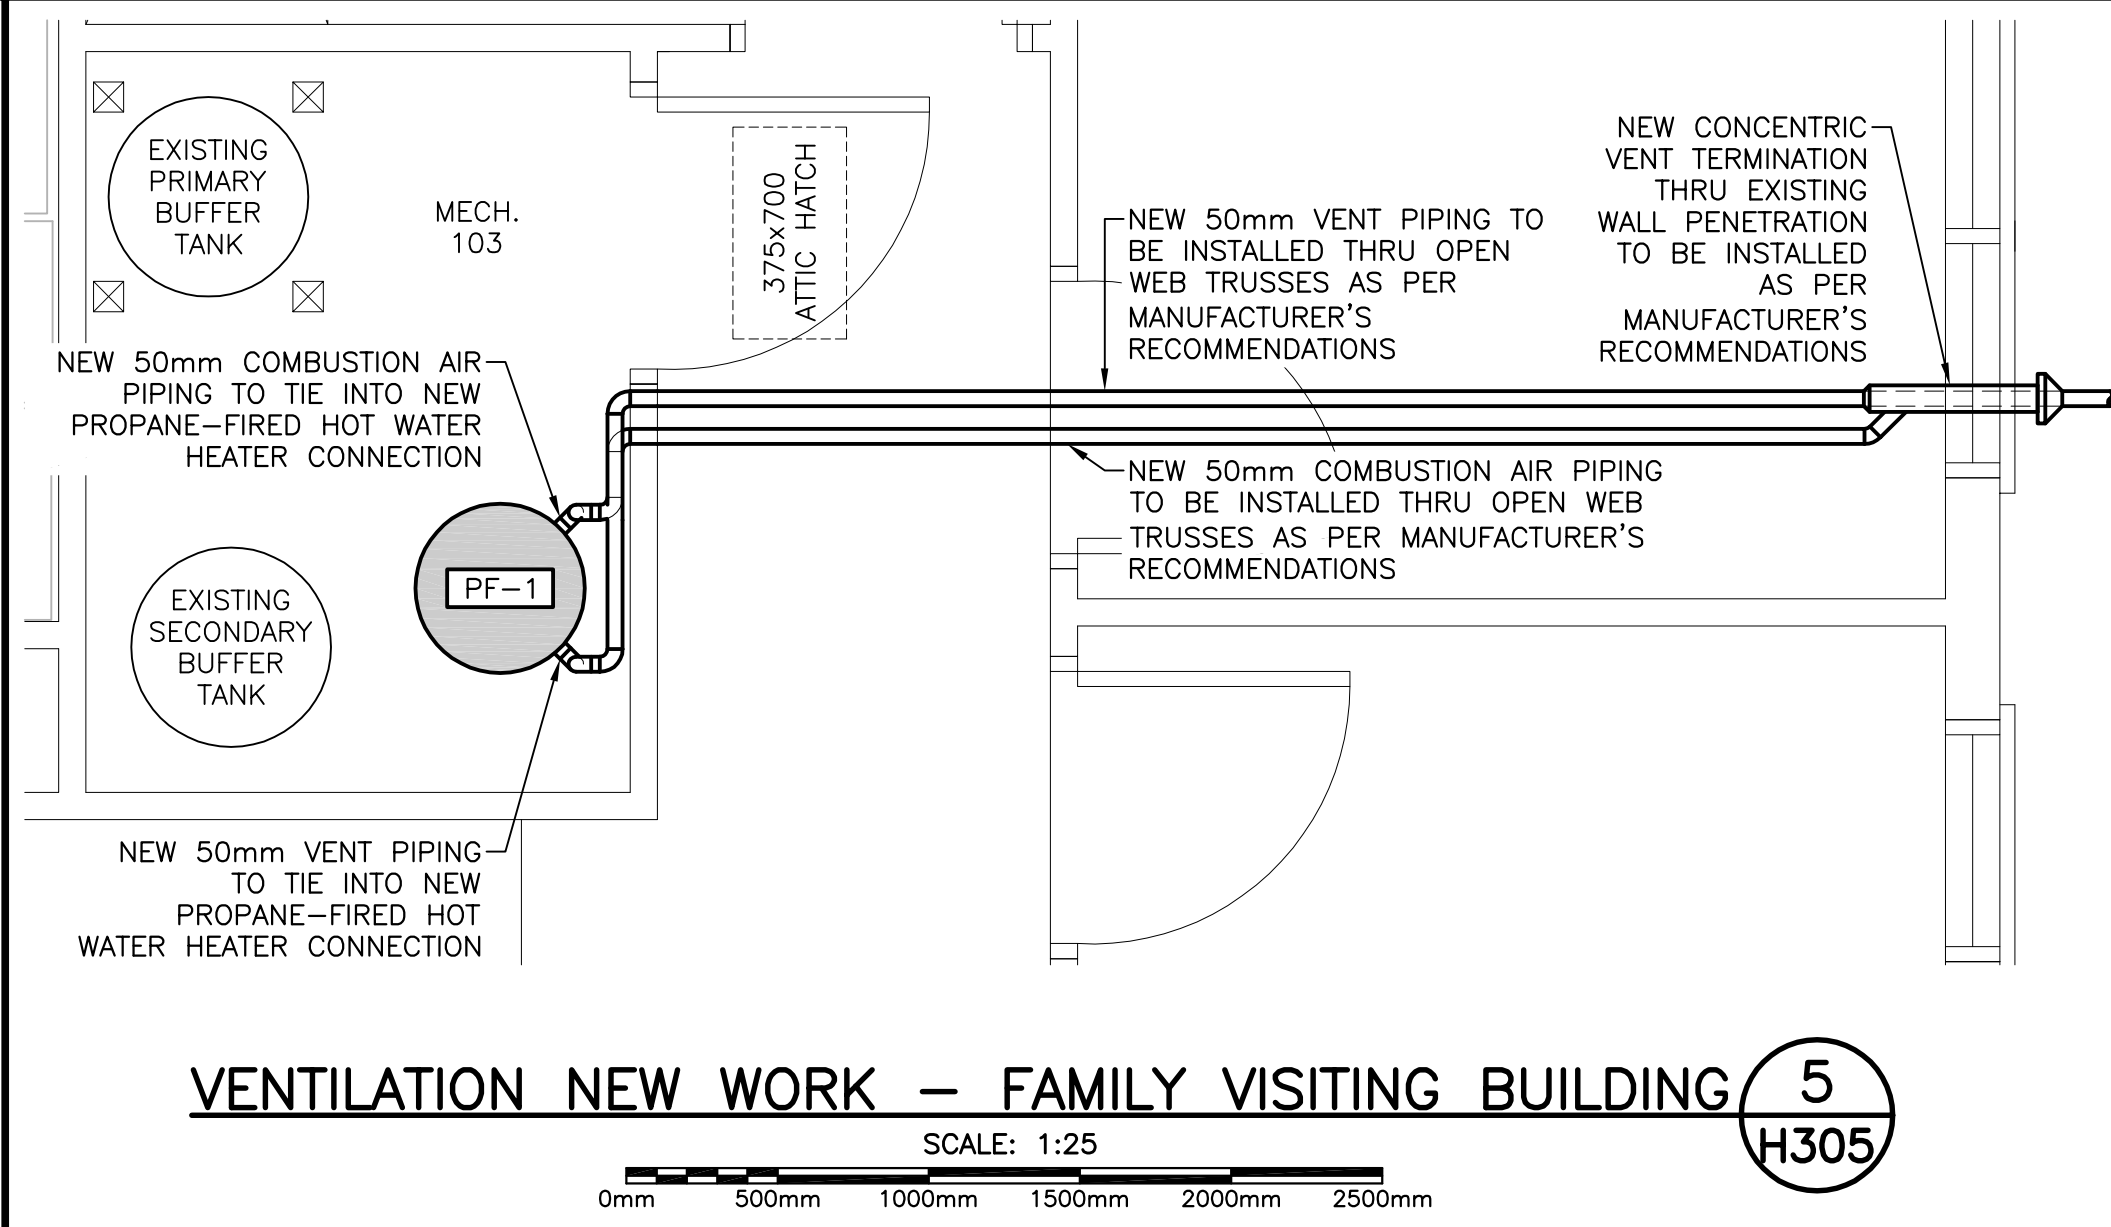 EXISTING
PRIMARY
BUFFER
TANK
MECH.
103
375x700
ATTIC HATCH
NEW 50mm VENT PIPING TO
BE INSTALLED THRU OPEN
WEB TRUSSES AS PER
MANUFACTURER'S
RECOMMENDATIONS
NEW CONCENTRIC
VENT TERMINATION
THRU EXISTING
WALL PENETRATION
TO BE INSTALLED
AS PER
MANUFACTURER'S
RECOMMENDATIONS
NEW 50mm COMBUSTION AIR
PIPING TO TIE INTO NEW
PROPANE-FIRED HOT WATER
HEATER CONNECTION
NEW 50mm COMBUSTION AIR PIPING
TO BE INSTALLED THRU OPEN WEB
TRUSSES AS PER MANUFACTURER'S
RECOMMENDATIONS
PF-1
EXISTING
SECONDARY
BUFFER
TANK
NEW 50mm VENT PIPING
TO TIE INTO NEW
PROPANE-FIRED HOT
WATER HEATER CONNECTION
VENTILATION NEW WORK - FAMILY VISITING BUILDING
5
H305
SCALE: 1:25
0mm 500mm 1000mm 1500mm 2000mm 2500mm